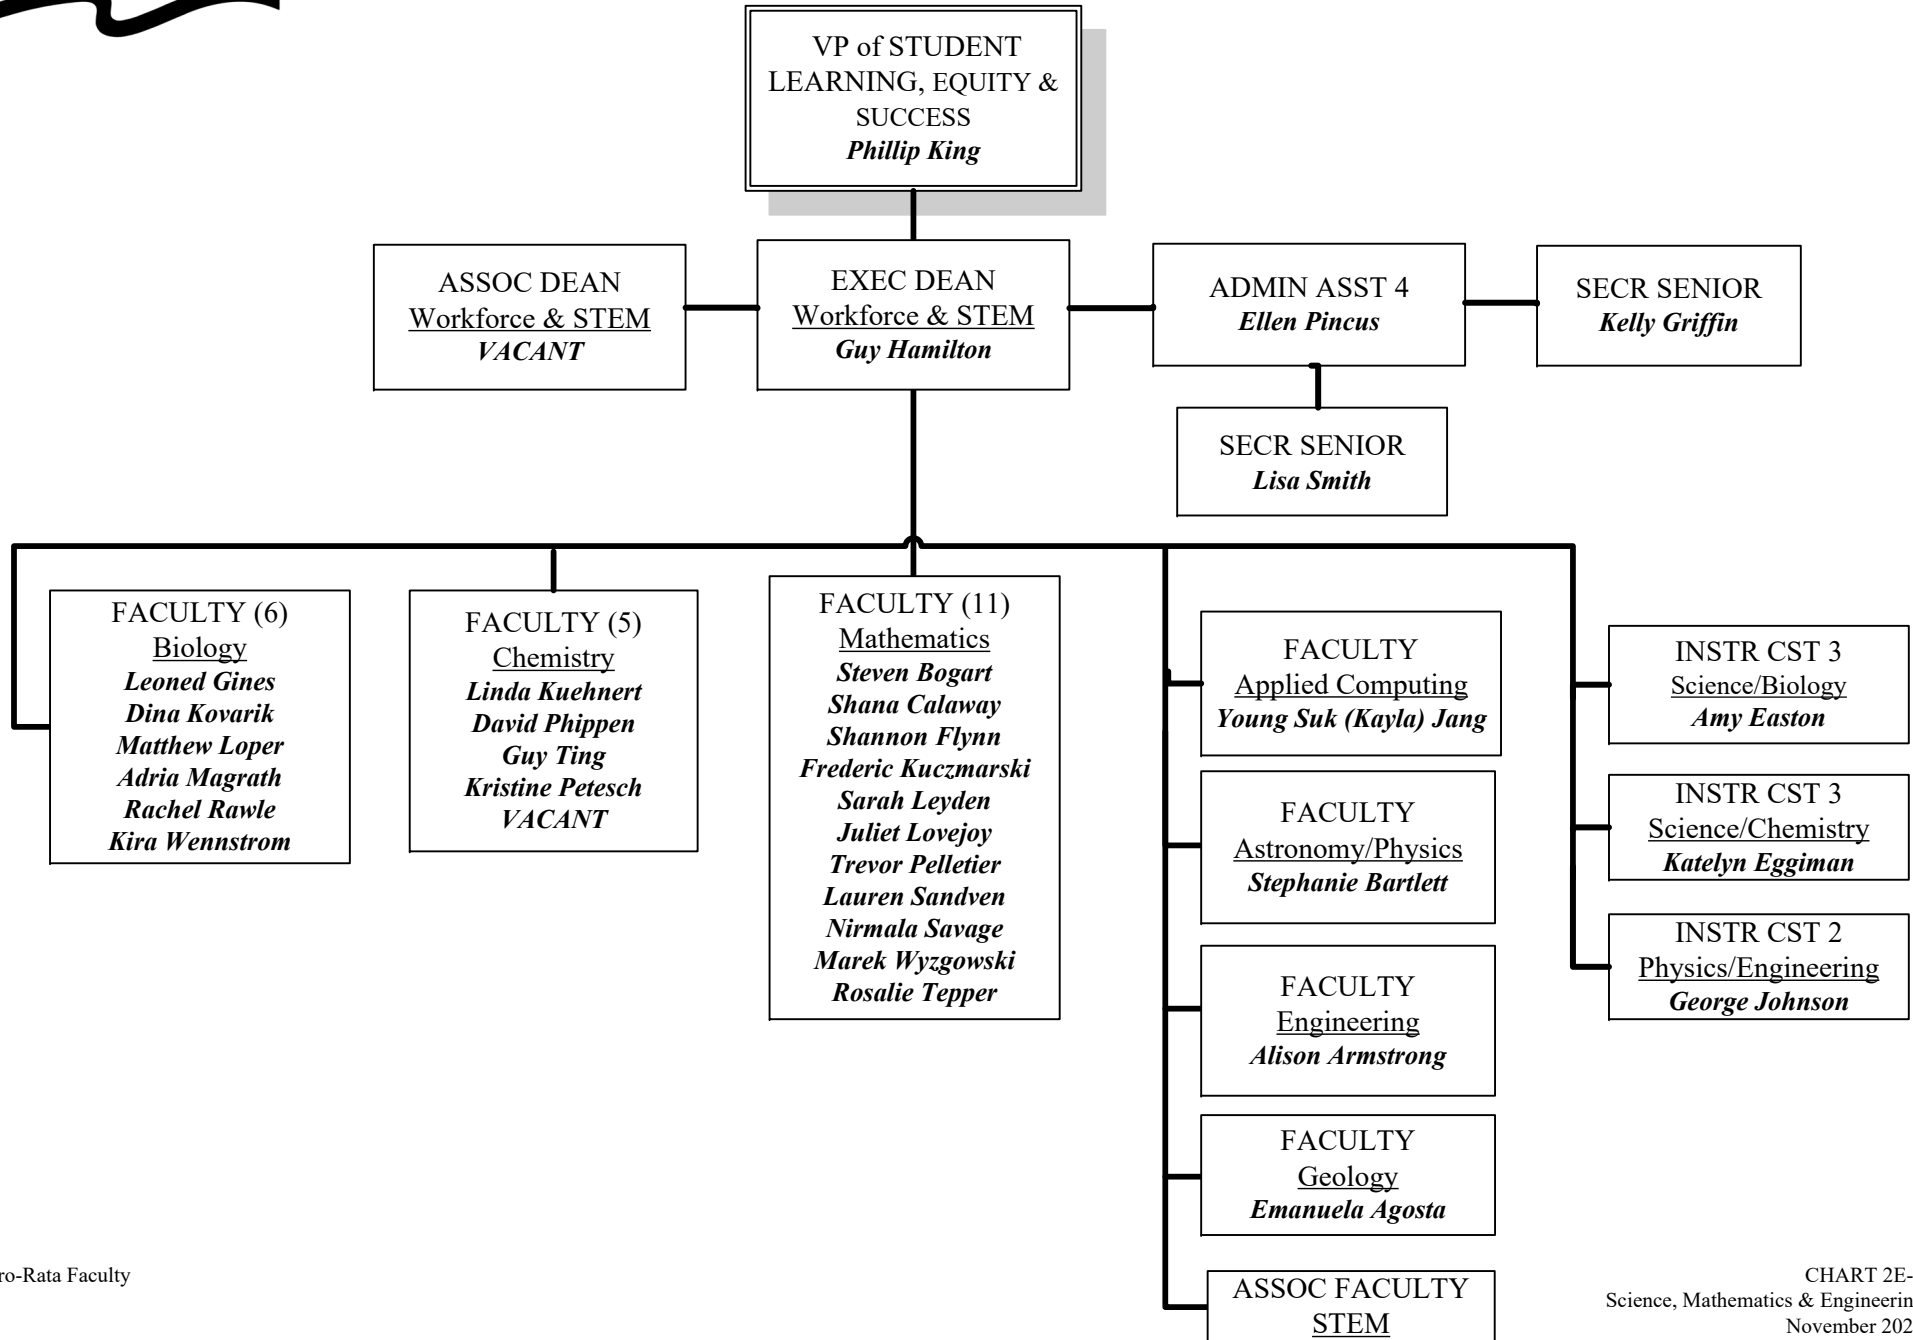 VP of STUDENT
LEARNING, EQUITY &
SUCCESS
Phillip King
ASSOC DEAN
Workforce & STEM
VACANT
EXEC DEAN
Workforce & STEM
Guy Hamilton
ADMIN ASST 4
Ellen Pincus
SECR SENIOR
Kelly Griffin
SECR SENIOR
Lisa Smith
FACULTY (6)
Biology
Leoned Gines
Dina Kovarik
Matthew Loper
Adria Magrath
Rachel Rawle
Kira Wennstrom
FACULTY (5)
Chemistry
Linda Kuehnert
David Phippen
Guy Ting
Kristine Petesch
VACANT
FACULTY (11)
Mathematics
Steven Bogart
Shana Calaway
Shannon Flynn
Frederic Kuczmarski
Sarah Leyden
Juliet Lovejoy
Trevor Pelletier
Lauren Sandven
Nirmala Savage
Marek Wyzgowski
Rosalie Tepper
FACULTY
Applied Computing
Young Suk (Kayla) Jang
FACULTY
Astronomy/Physics
Stephanie Bartlett
FACULTY
Engineering
Alison Armstrong
FACULTY
Geology
Emanuela Agosta
ASSOC FACULTY
STEM
INSTR CST 3
Science/Biology
Amy Easton
INSTR CST 3
Science/Chemistry
Katelyn Eggiman
INSTR CST 2
Physics/Engineering
George Johnson
ro-Rata Faculty
CHART 2E-
Science, Mathematics & Engineerin
November 202